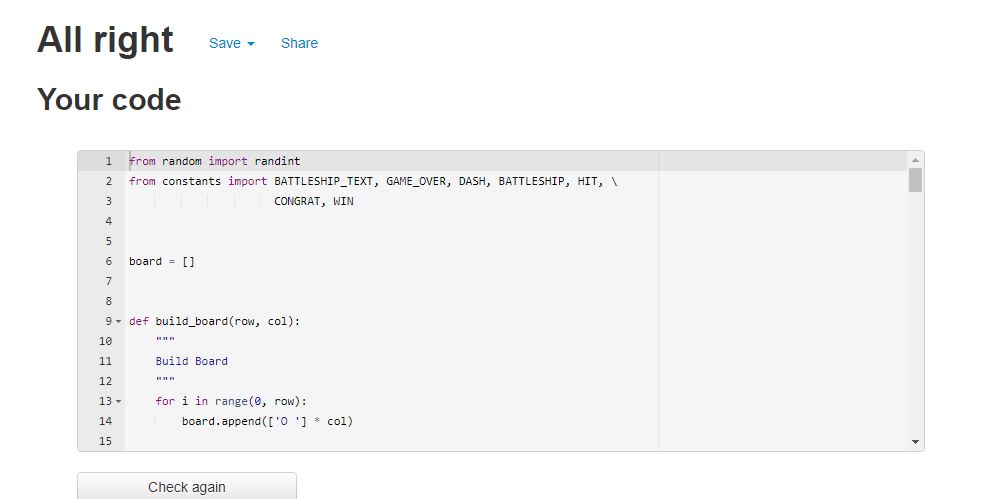 All right Save Share
Your code
1 from random import randint
2 from constants import BATTLESHIP_TEXT, GAME_OVER, DASH, BATTLESHIP, HIT, \
3 CONGRAT, WIN
4
5
6 board = []
7
8
9 def build_board(row, col):
10 """
11 Build Board
12 """
13 for i in range(0, row):
14 board.append(['O '] * col)
15
Check again